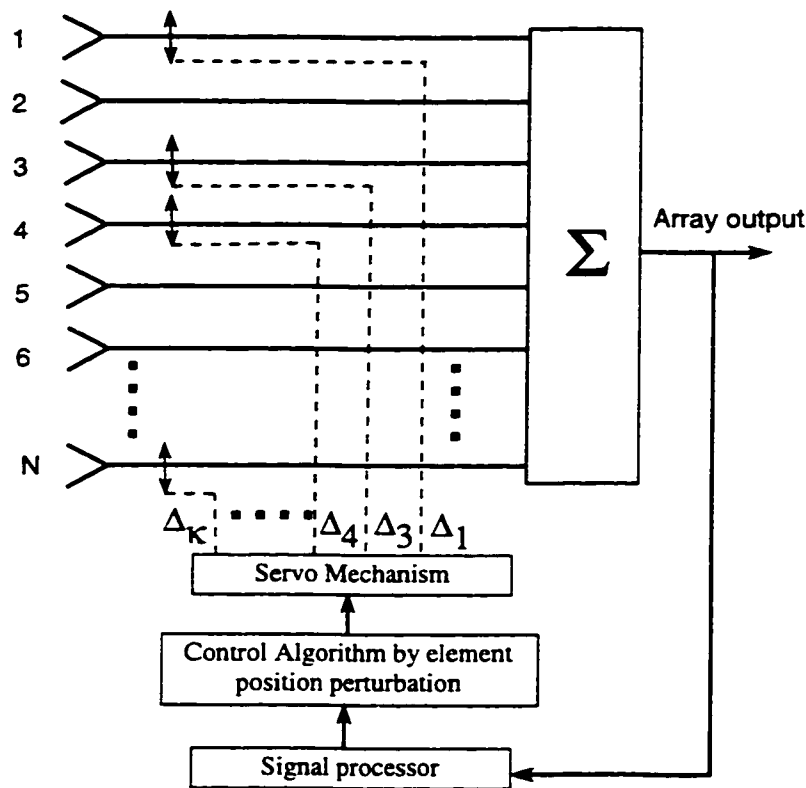 1
2
3
4
5
6
N
Σ
Array output
Δκ Δ4 Δ3 Δ1
Servo Mechanism
Control Algorithm by element
position perturbation
Signal processor